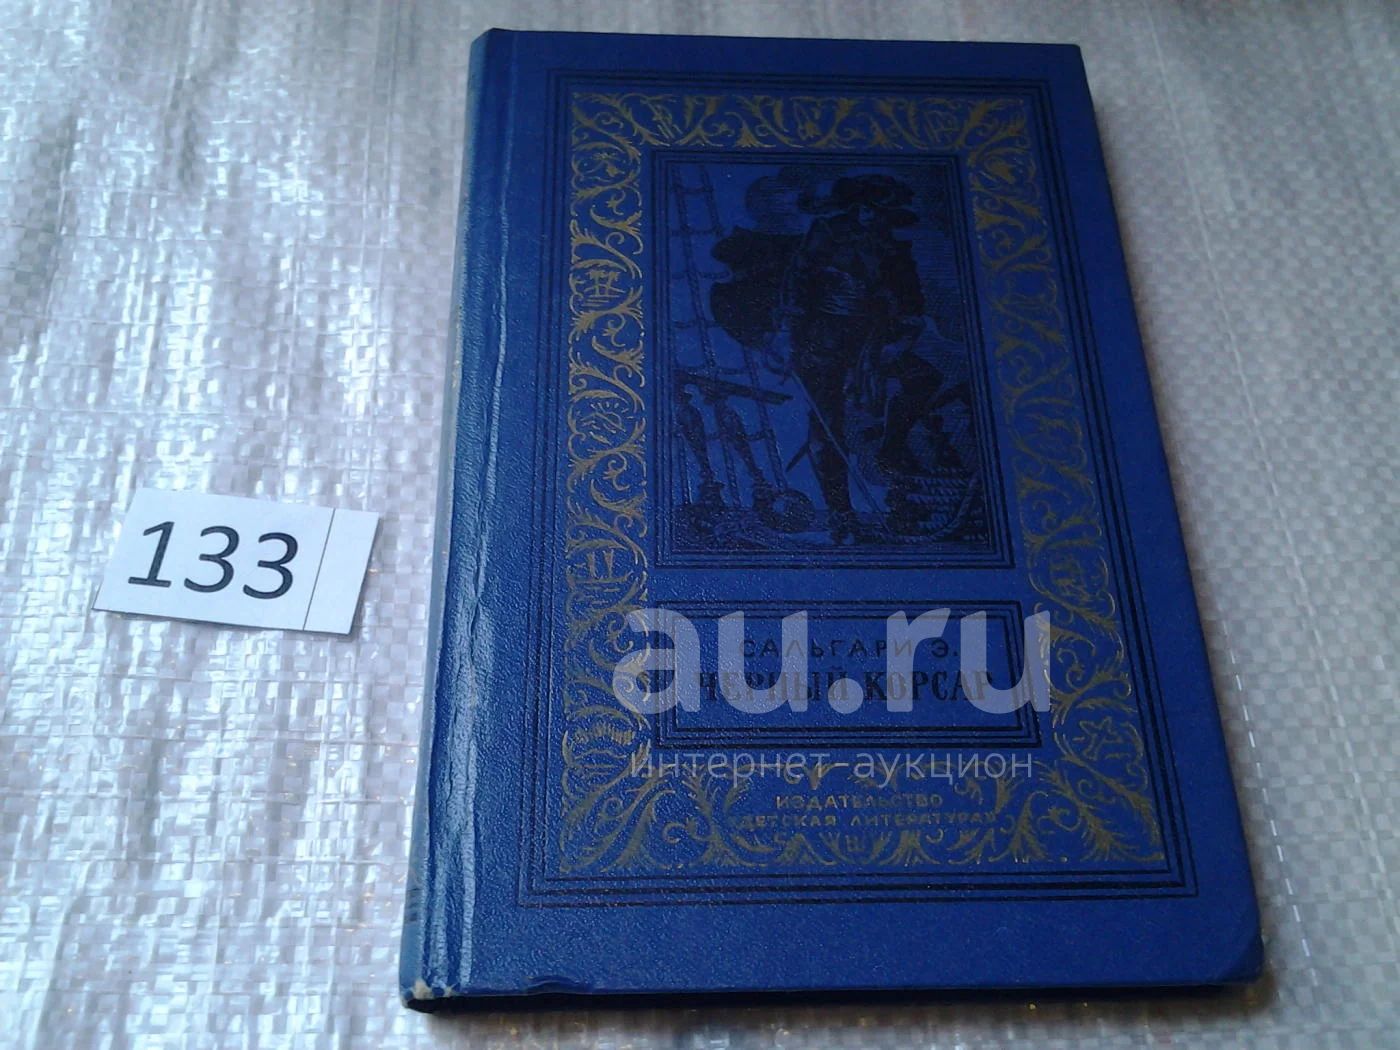 133
САЛЬГАРИ Э.
ЧЕРНЫЙ КОРСАР
au.ru
интернет-аукцион
ИЗДАТЕЛЬСТВО
«ДЕТСКАЯ ЛИТЕРАТУРА»